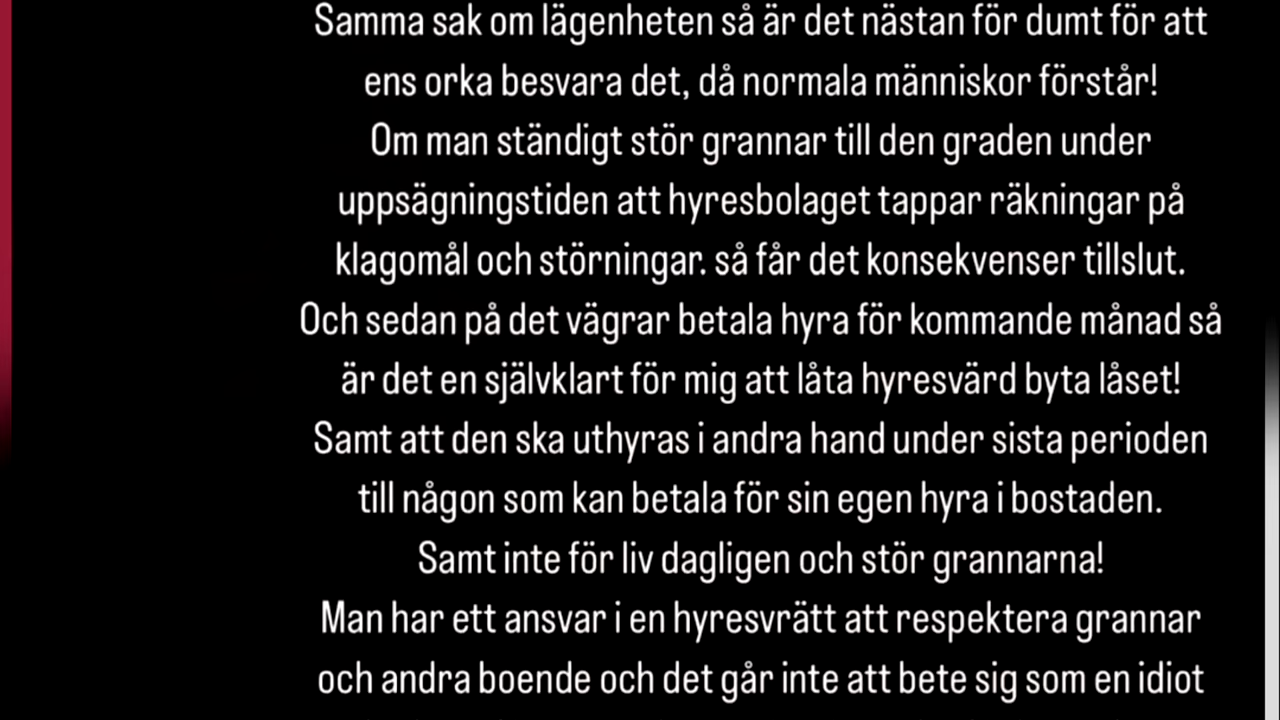 Samma sak om lägenheten så är det nästan för dumt för att
ens orka besvara det, då normala människor förstår!
Om man ständigt stör grannar till den graden under
uppsägningstiden att hyresbolaget tappar räkningar på
klagomål och störningar. så får det konsekvenser tillslut.
Och sedan på det vägrar betala hyra för kommande månad så
är det en självklart för mig att låta hyresvärd byta låset!
Samt att den ska uthyras i andra hand under sista perioden
till någon som kan betala för sin egen hyra i bostaden.
Samt inte för liv dagligen och stör grannarna!
Man har ett ansvar i en hyresvrätt att respektera grannar
och andra boende och det går inte att bete sig som en idiot